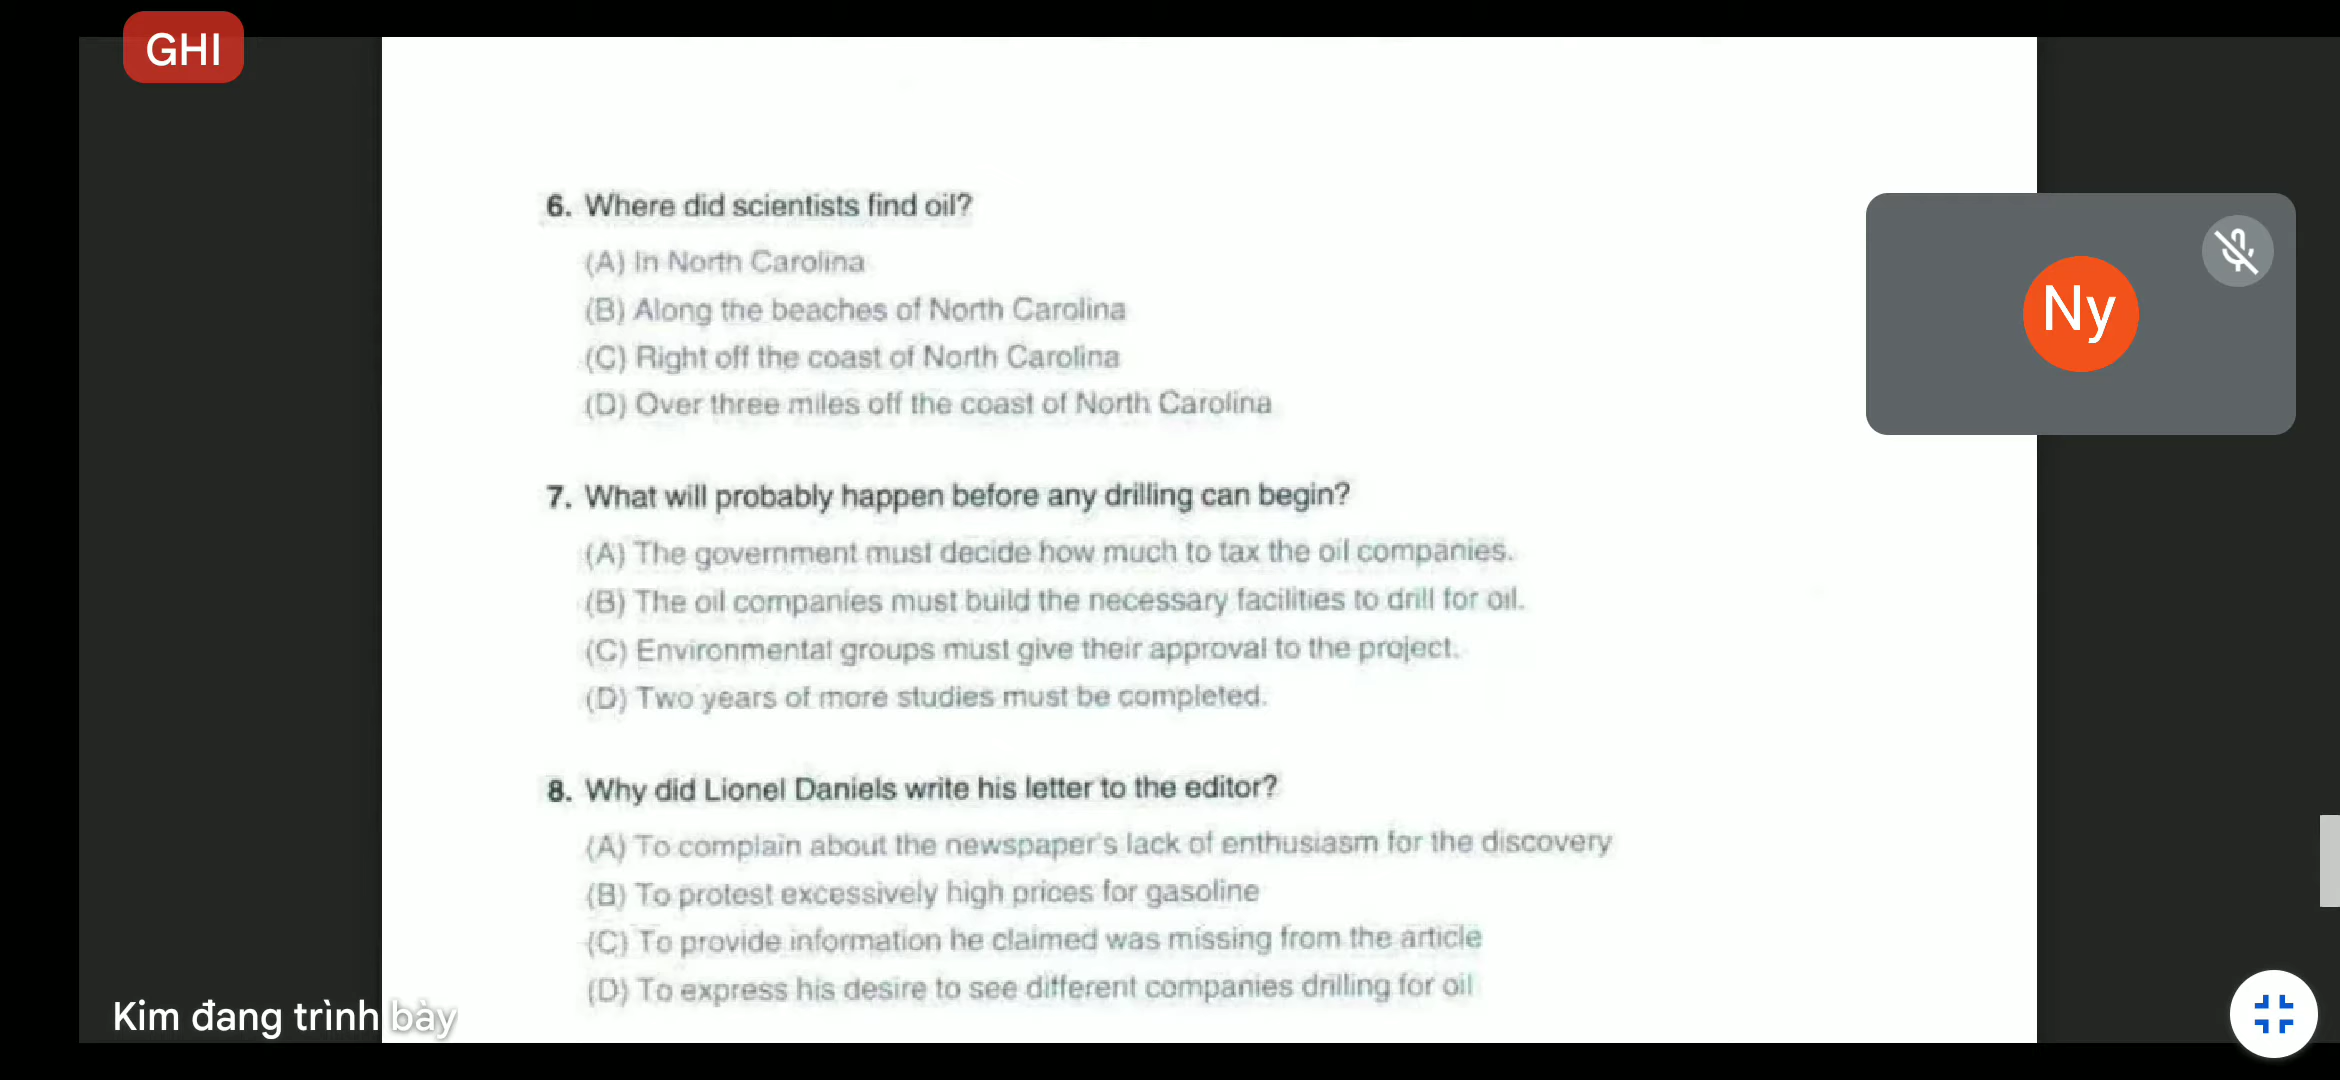 GHI
6. Where did scientists find oil?
(A) In North Carolina
(B) Along the beaches of North Carolina
(C) Right off the coast of North Carolina
(D) Over three miles off the coast of North Carolina
Ny
7. What will probably happen before any drilling can begin?
(A) The government must decide how much to tax the oil companies.
(B) The oil companies must build the necessary facilities to drill for oil.
(C) Environmental groups must give their approval to the project.
(D) Two years of more studies must be completed.
8. Why did Lionel Daniels write his letter to the editor?
(A) To complain about the newspaper's lack of enthusiasm for the discovery
(B) To protest excessively high prices for gasoline
(C) To provide information he claimed was missing from the article
(D) To express his desire to see different companies drilling for oil
Kim đang trình bày